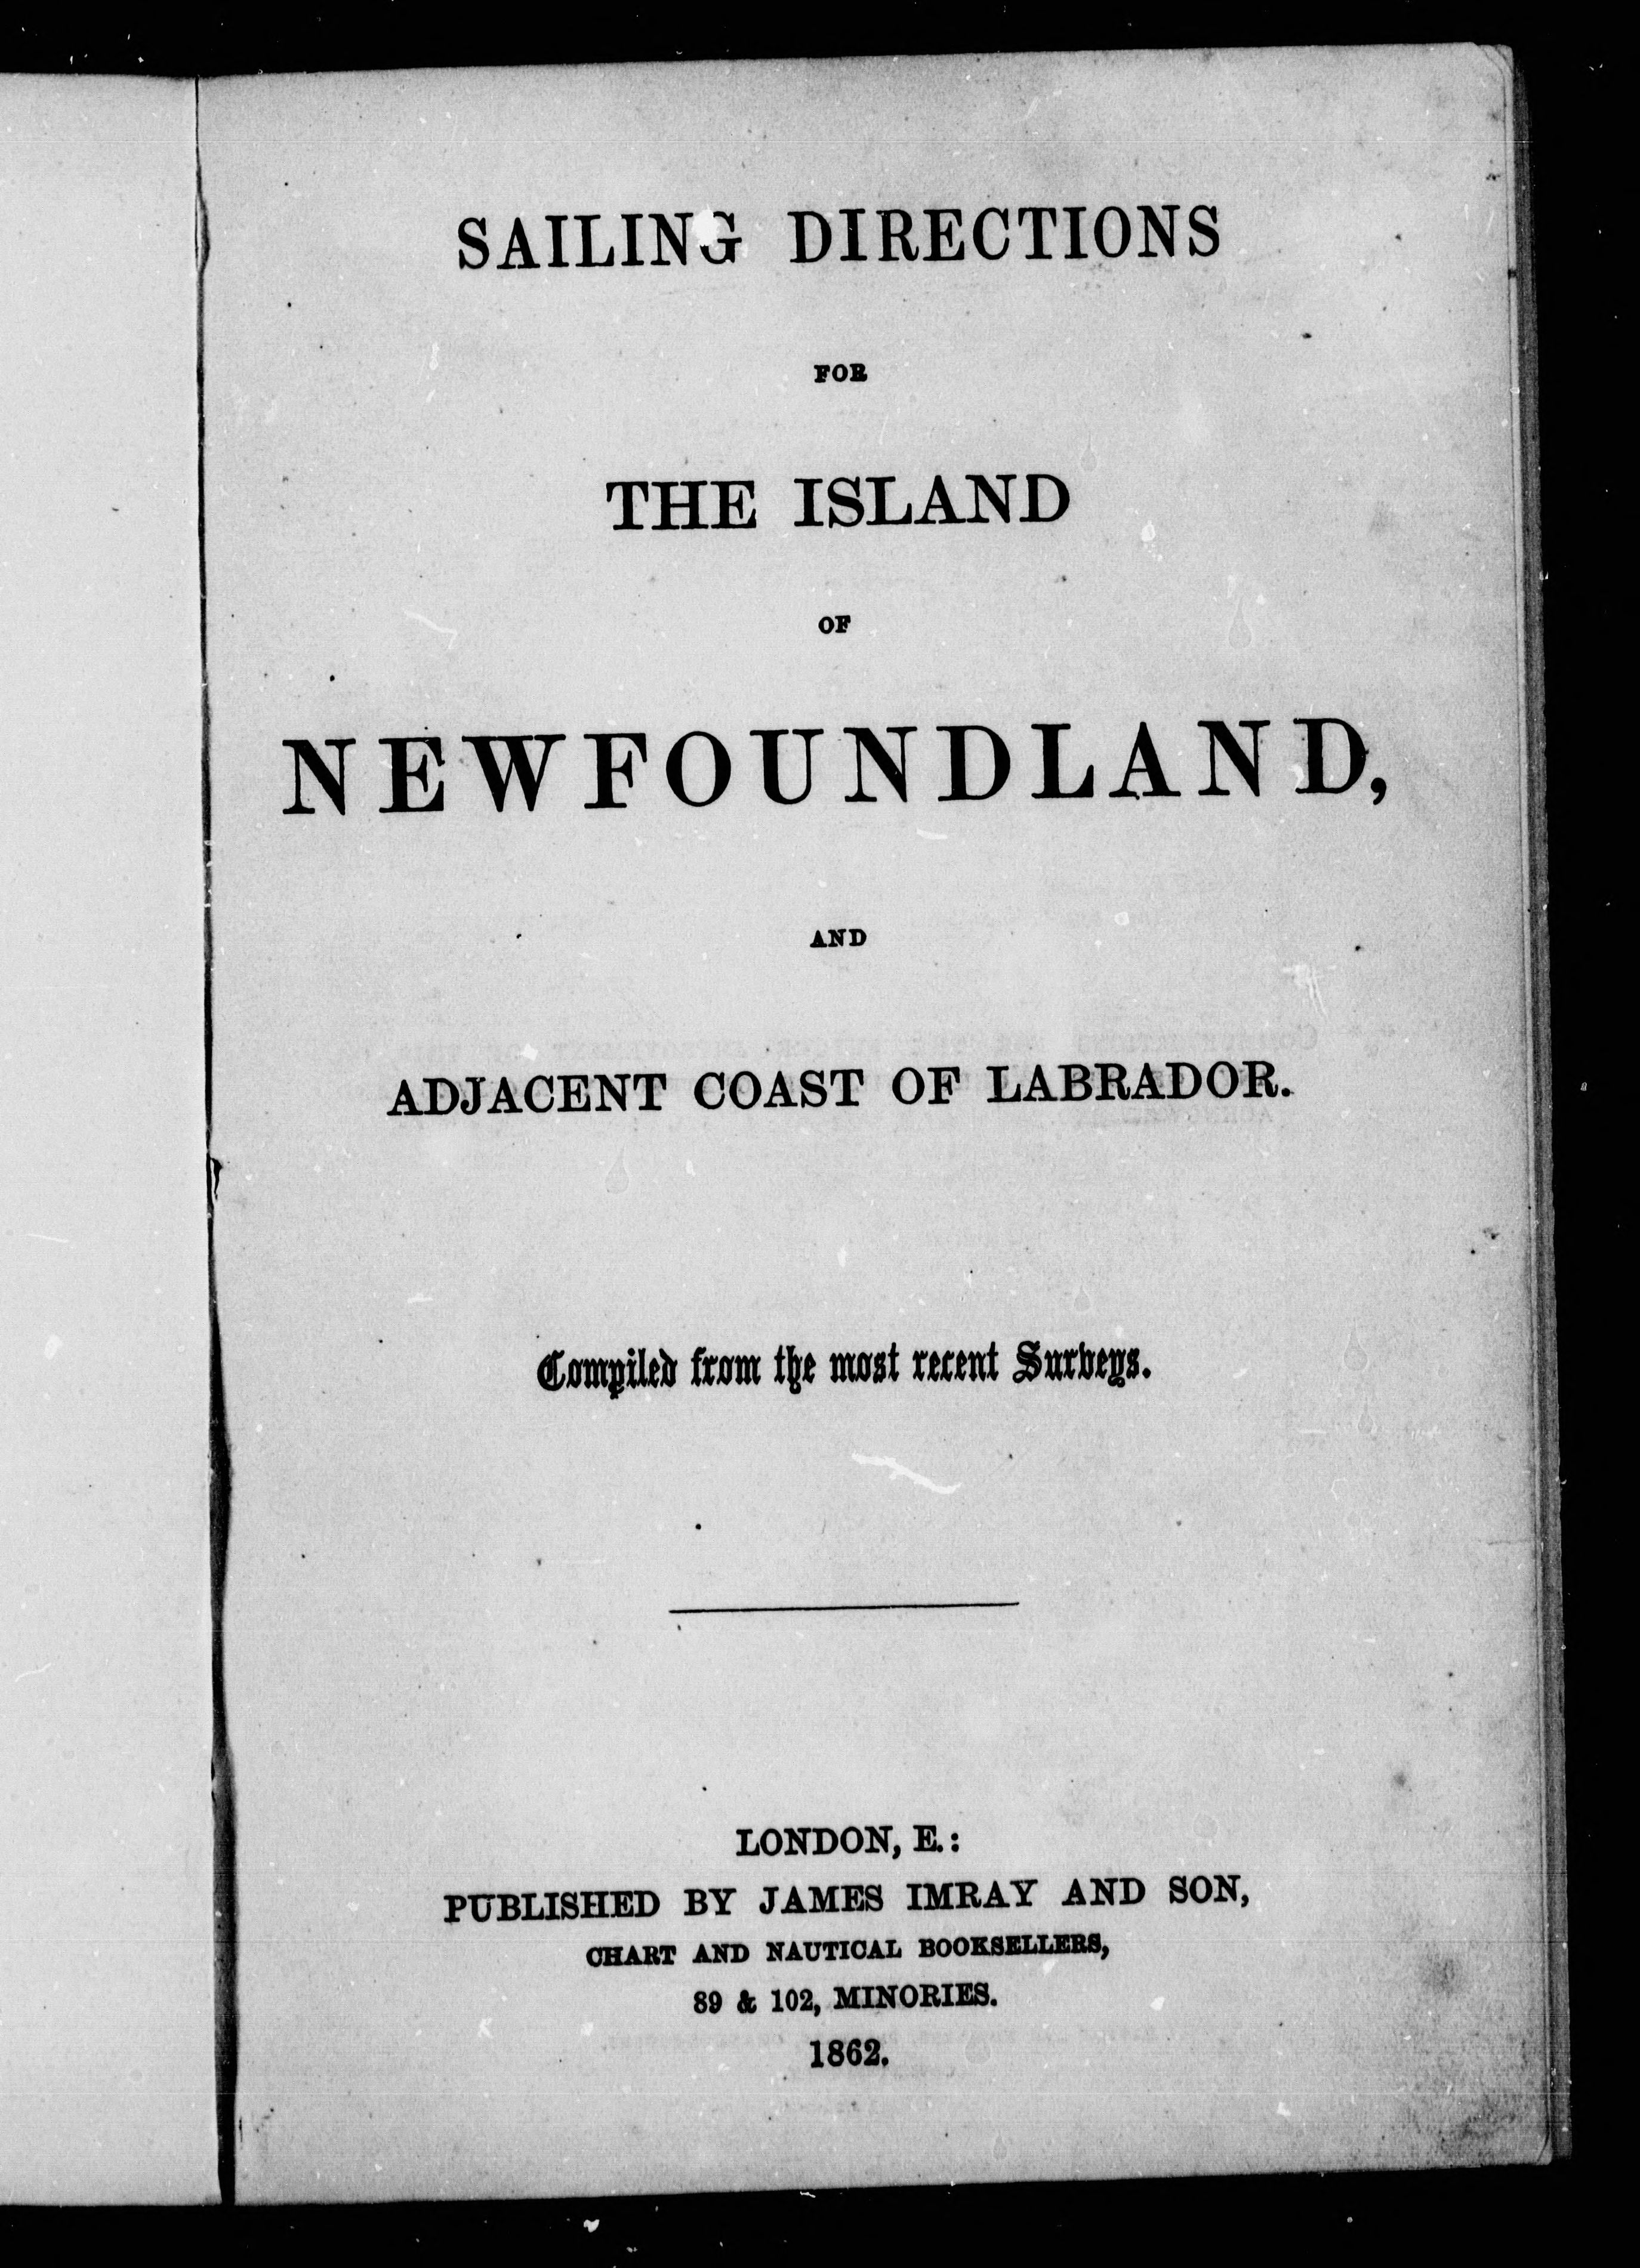 SAILING DIRECTIONS
FOR
THE ISLAND
OF
NEWFOUNDLAND,
AND
ADJACENT COAST OF LABRADOR.
Compiled from the most recent Surveys.
LONDON, E.:
PUBLISHED BY JAMES IMRAY AND SON,
CHART AND NAUTICAL BOOKSELLERS,
89 & 102, MINORIES.
1862.